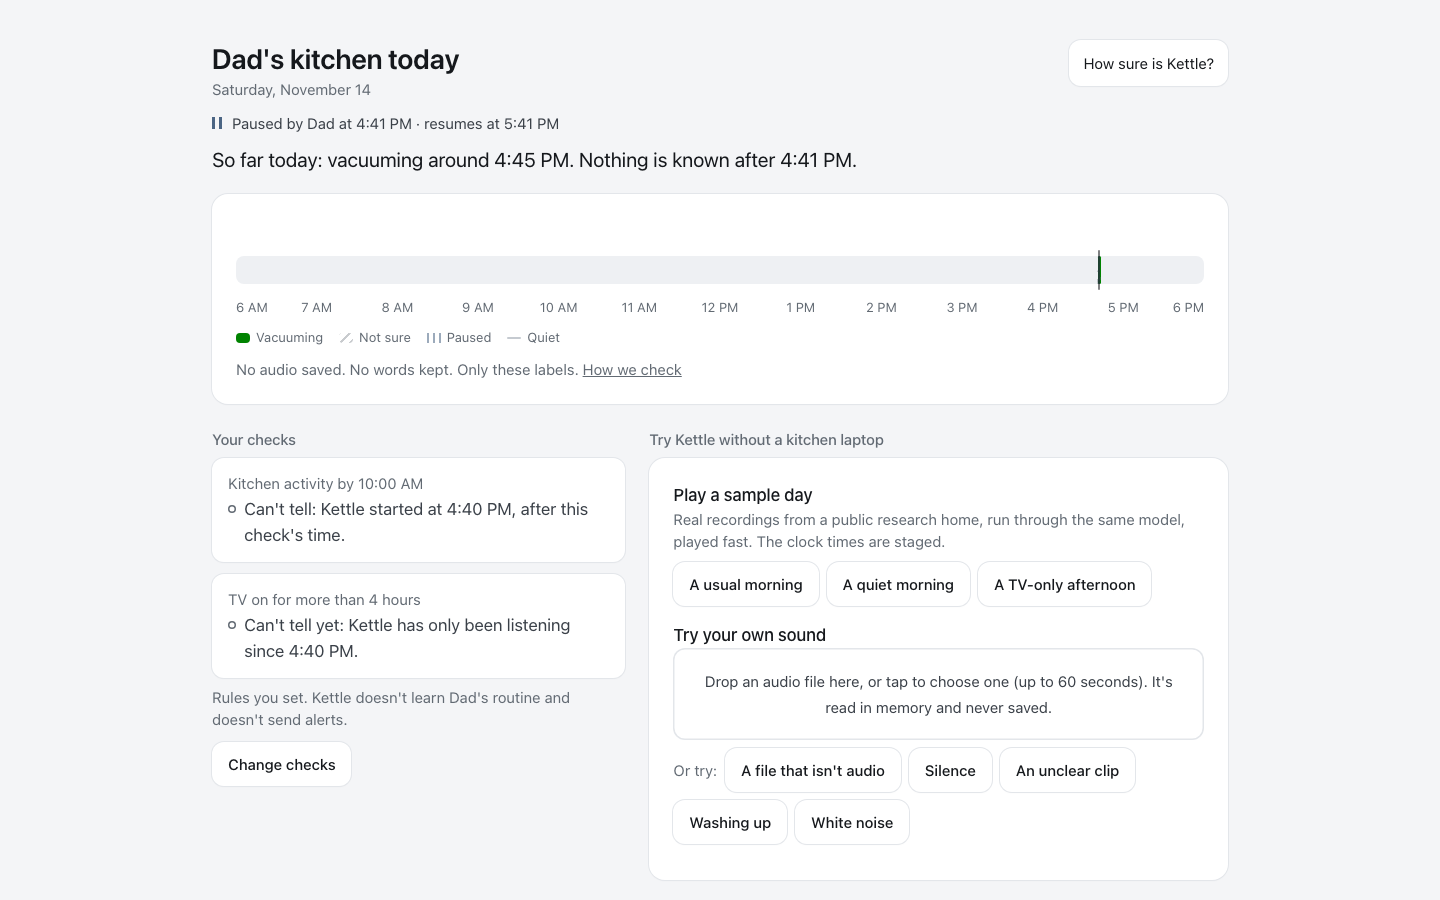 Dad's kitchen today
How sure is Kettle?
Saturday, November 14
Paused by Dad at 4:41 PM · resumes at 5:41 PM
So far today: vacuuming around 4:45 PM. Nothing is known after 4:41 PM.
6 AM 7 AM 8 AM 9 AM 10 AM 11 AM 12 PM 1 PM 2 PM 3 PM 4 PM 5 PM 6 PM
Vacuuming Not sure Paused Quiet
No audio saved. No words kept. Only these labels. How we check
Your checks
Kitchen activity by 10:00 AM
Can't tell: Kettle started at 4:40 PM, after this
check's time.
TV on for more than 4 hours
Can't tell yet: Kettle has only been listening
since 4:40 PM.
Rules you set. Kettle doesn't learn Dad's routine and
doesn't send alerts.
Change checks
Try Kettle without a kitchen laptop
Play a sample day
Real recordings from a public research home, run through the same model,
played fast. The clock times are staged.
A usual morning A quiet morning A TV-only afternoon
Try your own sound
Drop an audio file here, or tap to choose one (up to 60 seconds). It's
read in memory and never saved.
Or try: A file that isn't audio Silence An unclear clip
Washing up White noise